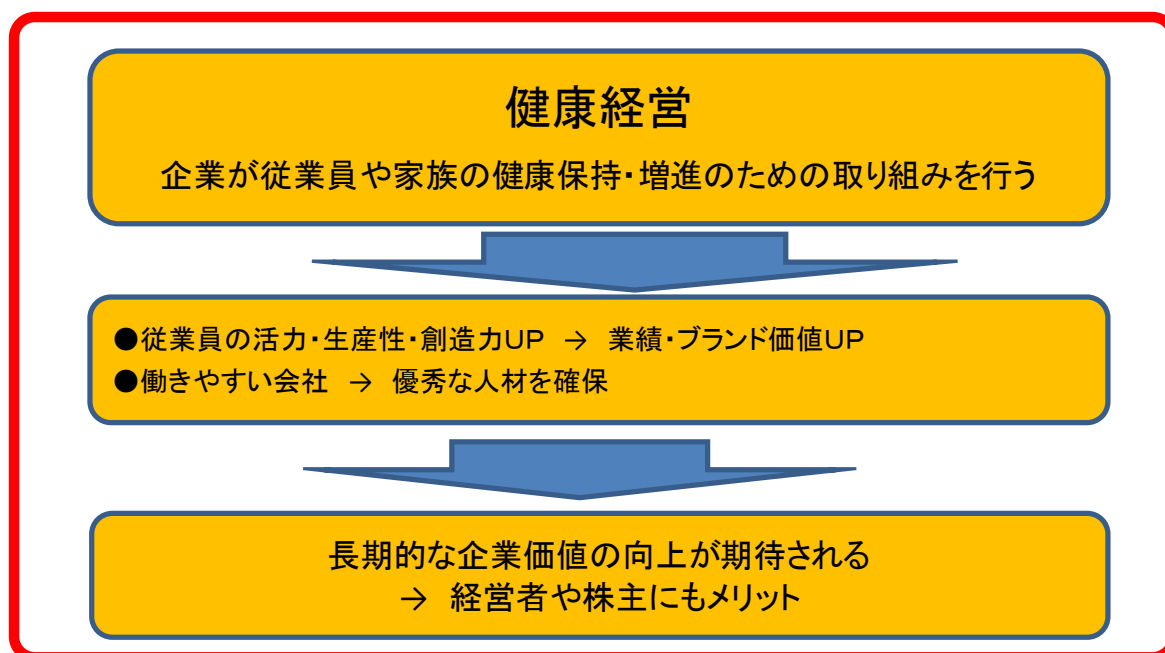 健康経営
企業が従業員や家族の健康保持・増進のための取り組みを行う
●従業員の活力・生産性・創造力UP → 業績・ブランド価値UP
●働きやすい会社 → 優秀な人材を確保
長期的な企業価値の向上が期待される
→ 経営者や株主にもメリット